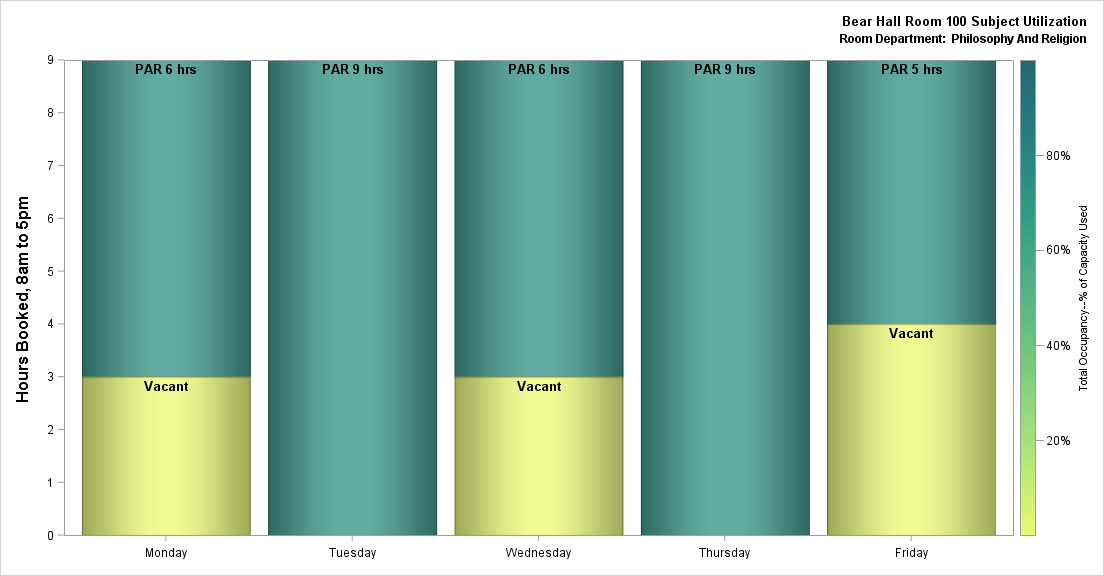 Bear Hall Room 100 Subject Utilization
Room Department: Philosophy And Religion
Hours Booked, 8am to 5pm
9
8
7
6
5
4
3
2
1
0
PAR 6 hrs
PAR 9 hrs
PAR 6 hrs
PAR 9 hrs
PAR 5 hrs
Vacant
Vacant
Vacant
Monday
Tuesday
Wednesday
Thursday
Friday
80%
60%
40%
20%
Total Occupancy--% of Capacity Used